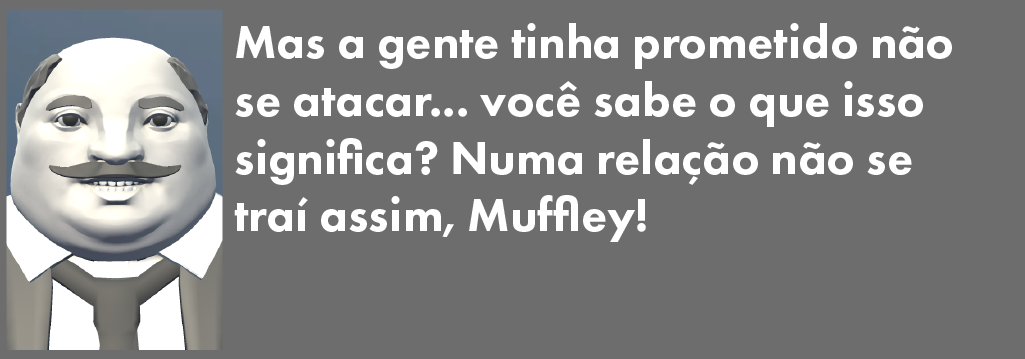 Mas a gente tinha prometido não
se atacar... você sabe o que isso
significa? Numa relação não se
traí assim, Muffley!